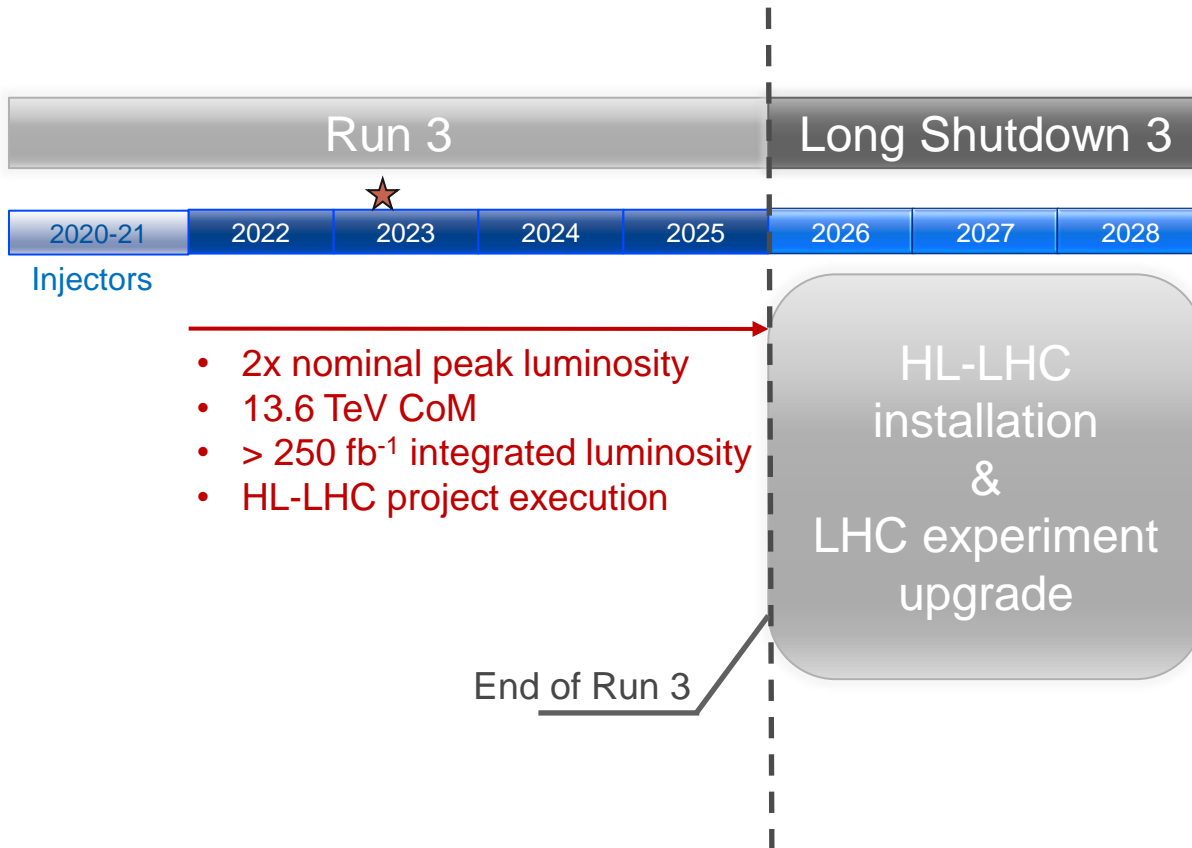 Run 3
Long Shutdown 3
2020-21
2022
2023
2024
2025
2026
2027
2028
Injectors
• 2x nominal peak luminosity
• 13.6 TeV CoM
• > 250 fb⁻¹ integrated luminosity
• HL-LHC project execution
HL-LHC
installation
&
LHC experiment
upgrade
End of Run 3